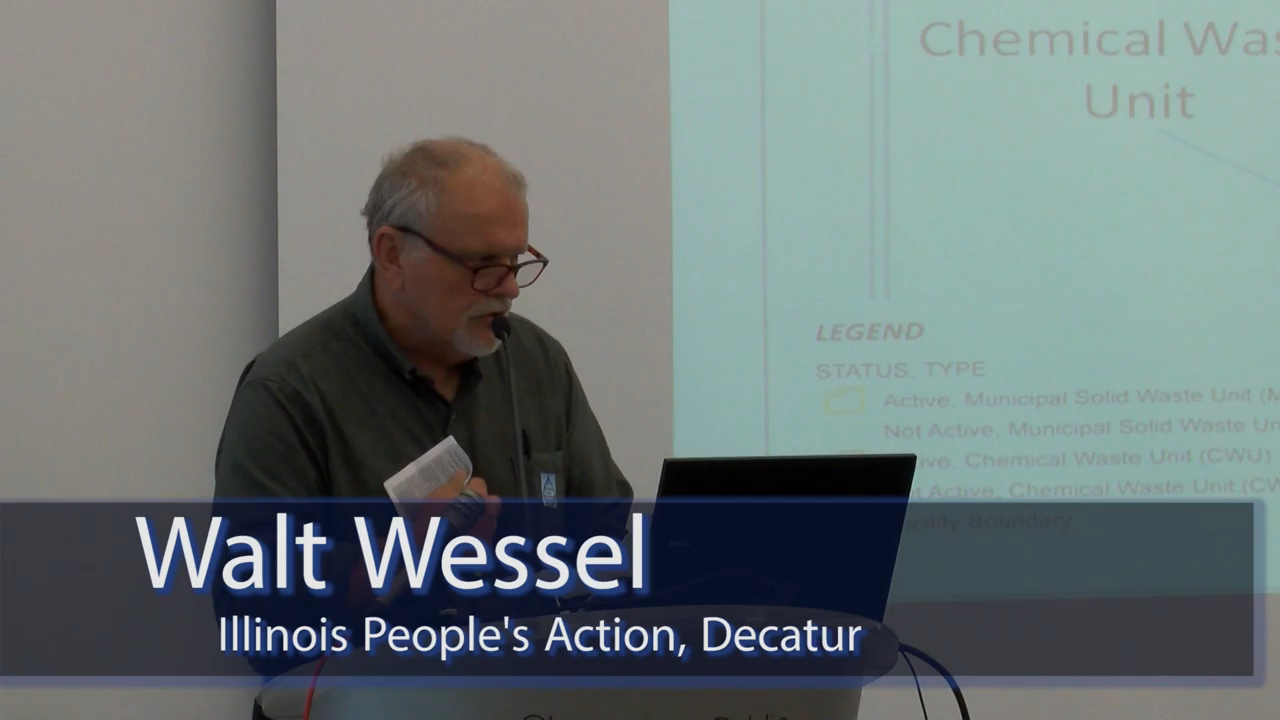 Chemical Was
Unit
LEGEND
STATUS, TYPE
Active, Municipal Solid Waste Unit (M
Not Active, Municipal Solid Waste Un
ive, Chemical Waste Unit (CWU)
Active, Chemical Waste Unit (CW
cility Boundary
Walt Wessel
Illinois People's Action, Decatur